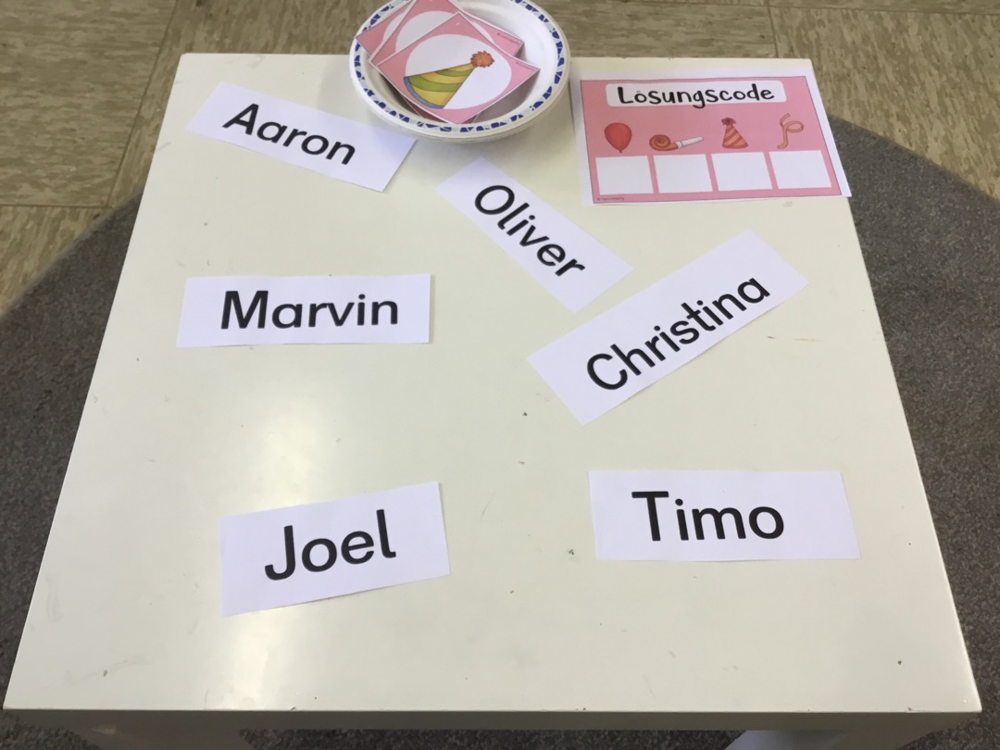 Lösungscode
Aaron
Oliver
Marvin
Christina
Joel
Timo